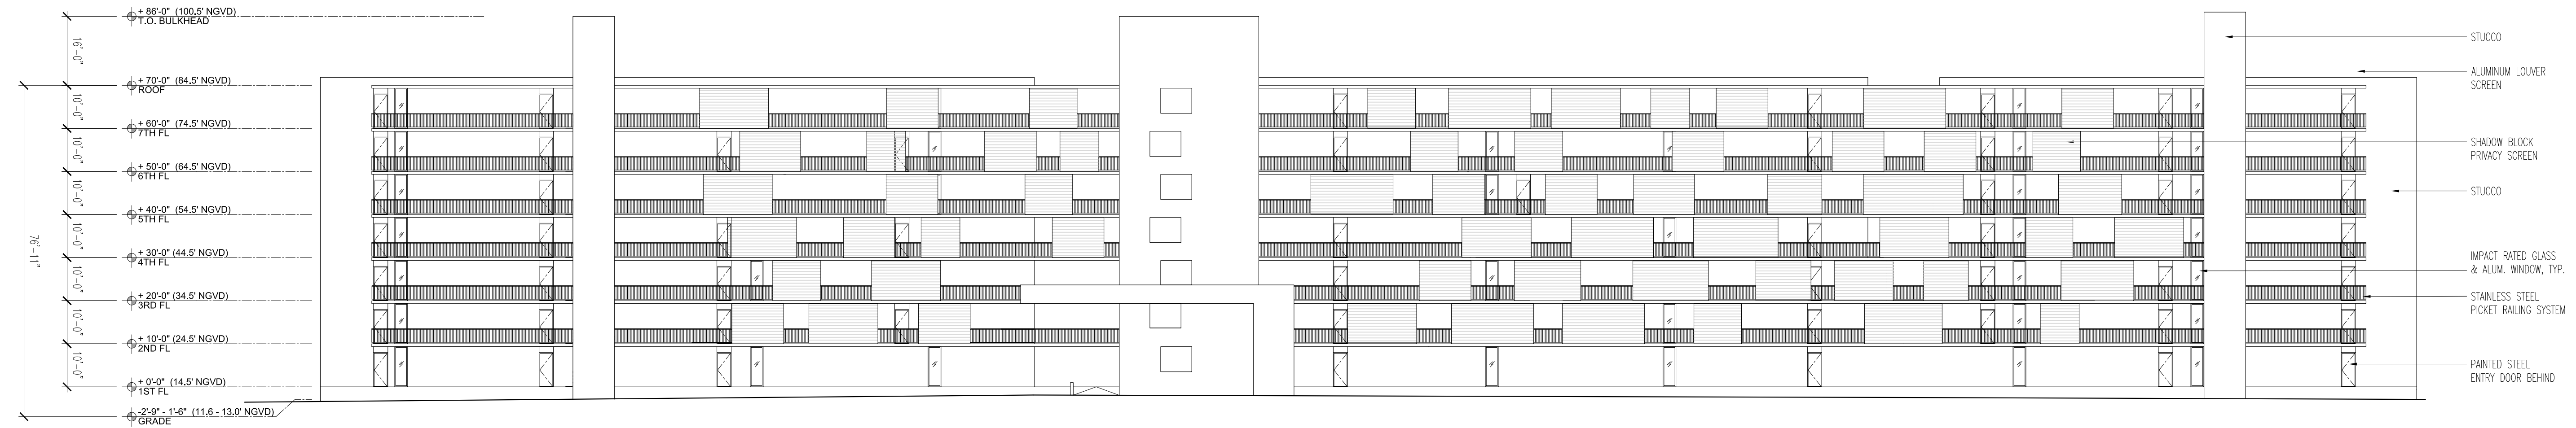 + 86'-0" (100.5' NGVD)
T.O. BULKHEAD
16'-0"
+ 70'-0" (84.5' NGVD)
ROOF
10'-0"
+ 60'-0" (74.5' NGVD)
7TH FL
10'-0"
+ 50'-0" (64.5' NGVD)
6TH FL
10'-0"
+ 40'-0" (54.5' NGVD)
5TH FL
10'-0"
76'-11"
+ 30'-0" (44.5' NGVD)
4TH FL
10'-0"
+ 20'-0" (34.5' NGVD)
3RD FL
10'-0"
+ 10'-0" (24.5' NGVD)
2ND FL
10'-0"
+ 0'-0" (14.5' NGVD)
1ST FL
-2'-9" - 1'-6" (11.6 - 13.0' NGVD)
GRADE
STUCCO
ALUMINUM LOUVER
SCREEN
SHADOW BLOCK
PRIVACY SCREEN
STUCCO
IMPACT RATED GLASS
& ALUM. WINDOW, TYP.
STAINLESS STEEL
PICKET RAILING SYSTEM
PAINTED STEEL
ENTRY DOOR BEHIND